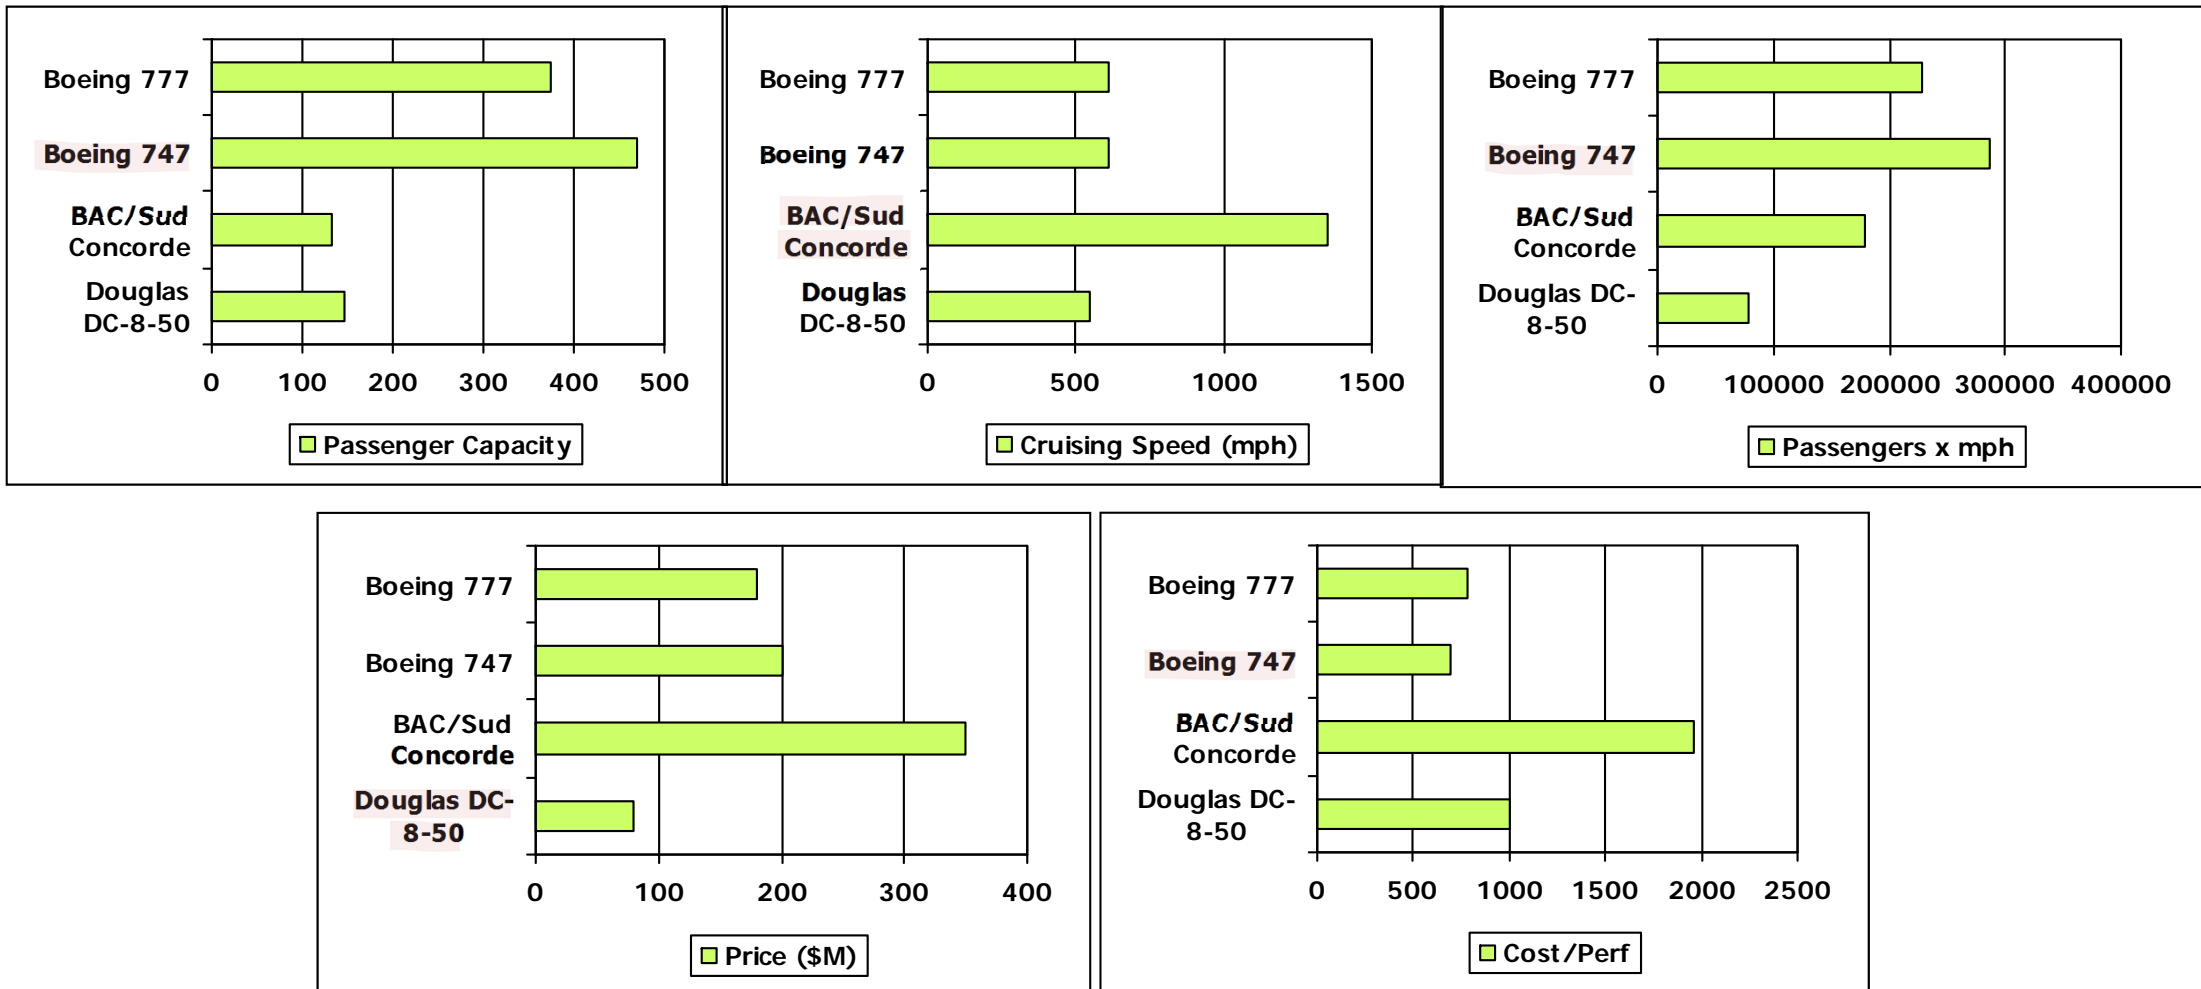 Boeing 777
Boeing 747
BAC/Sud
Concorde
Douglas
DC-8-50
0 100 200 300 400 500
Passenger Capacity
Boeing 777
Boeing 747
BAC/Sud
Concorde
Douglas
DC-8-50
0 500 1000 1500
Cruising Speed (mph)
Boeing 777
Boeing 747
BAC/Sud
Concorde
Douglas DC-
8-50
0 100000 200000 300000 400000
Passengers x mph
Boeing 777
Boeing 747
BAC/Sud
Concorde
Douglas DC-
8-50
0 100 200 300 400
Price ($M)
Boeing 777
Boeing 747
BAC/Sud
Concorde
Douglas DC-
8-50
0 500 1000 1500 2000 2500
Cost/Perf